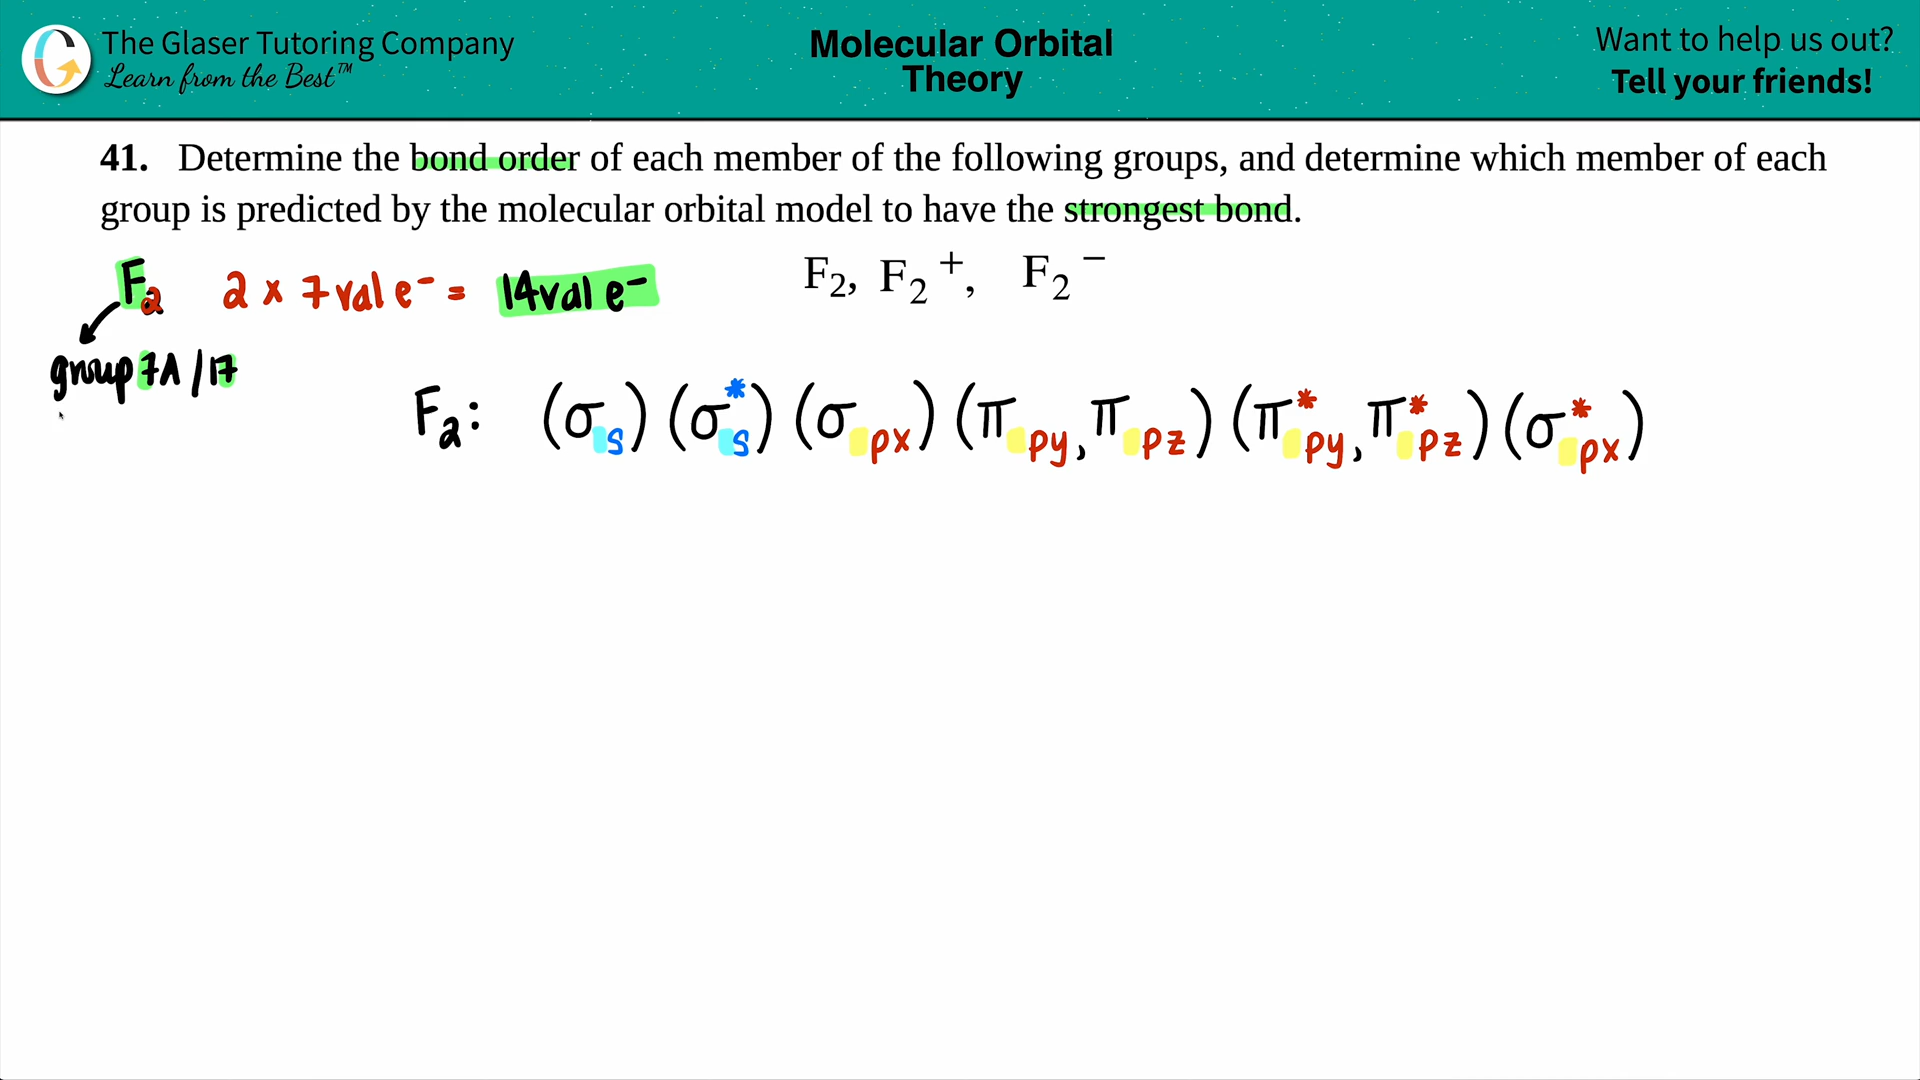 The Glaser Tutoring Company
Learn from the Best™
Molecular Orbital
Theory
Want to help us out?
Tell your friends!
41. Determine the bond order of each member of the following groups, and determine which member of each
group is predicted by the molecular orbital model to have the strongest bond.
F₂, F₂⁺, F₂⁻
F₂ 2 × 7 val e⁻ = 14 val e⁻
group 7A / 17
F₂: (σs) (σ*s) (σpx) (πpy, πpz) (π*py, π*pz) (σ*px)